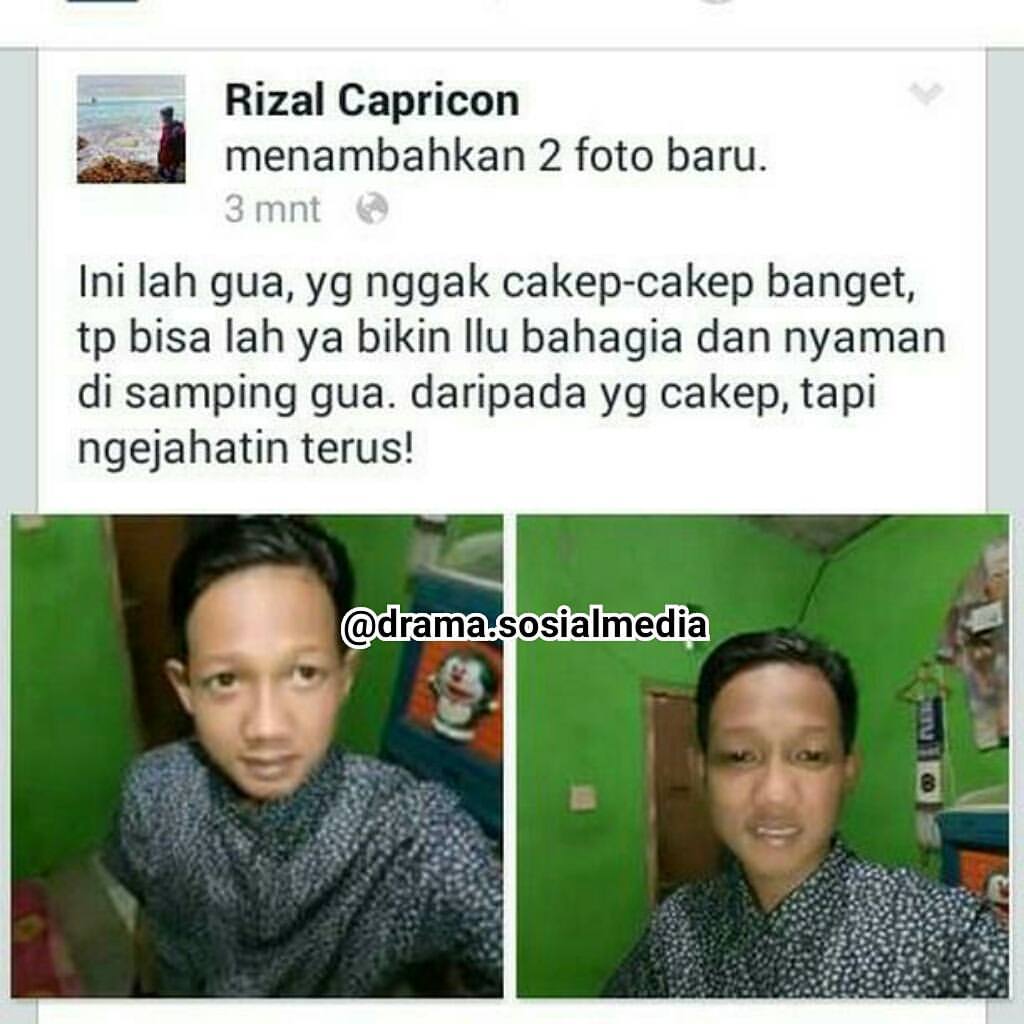 Rizal Capricon
menambahkan 2 foto baru.
3 mnt
Ini lah gua, yg nggak cakep-cakep banget,
tp bisa lah ya bikin llu bahagia dan nyaman
di samping gua. daripada yg cakep, tapi
ngejahatin terus!
@drama.sosialmedia